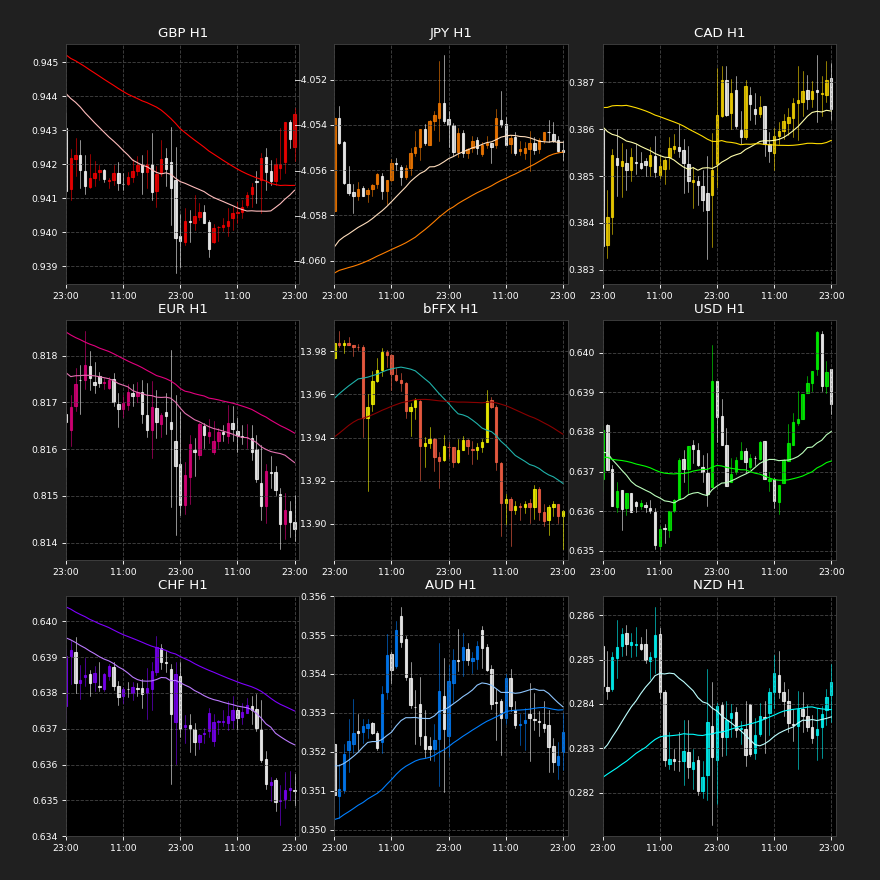 GBP H1
0.945
0.944
0.943
0.942
0.941
0.940
0.939
23:00 11:00 23:00 11:00 23:00
JPY H1
−4.052
−4.054
−4.056
−4.058
−4.060
23:00 11:00 23:00 11:00 23:00
CAD H1
0.387
0.386
0.385
0.384
0.383
23:00 11:00 23:00 11:00 23:00
EUR H1
0.818
0.817
0.816
0.815
0.814
23:00 11:00 23:00 11:00 23:00
bFFX H1
13.98
13.96
13.94
13.92
13.90
23:00 11:00 23:00 11:00 23:00
USD H1
0.640
0.639
0.638
0.637
0.636
0.635
23:00 11:00 23:00 11:00 23:00
CHF H1
0.640
0.639
0.638
0.637
0.636
0.635
0.634
23:00 11:00 23:00 11:00 23:00
AUD H1
0.356
0.355
0.354
0.353
0.352
0.351
0.350
23:00 11:00 23:00 11:00 23:00
NZD H1
0.286
0.285
0.284
0.283
0.282
23:00 11:00 23:00 11:00 23:00